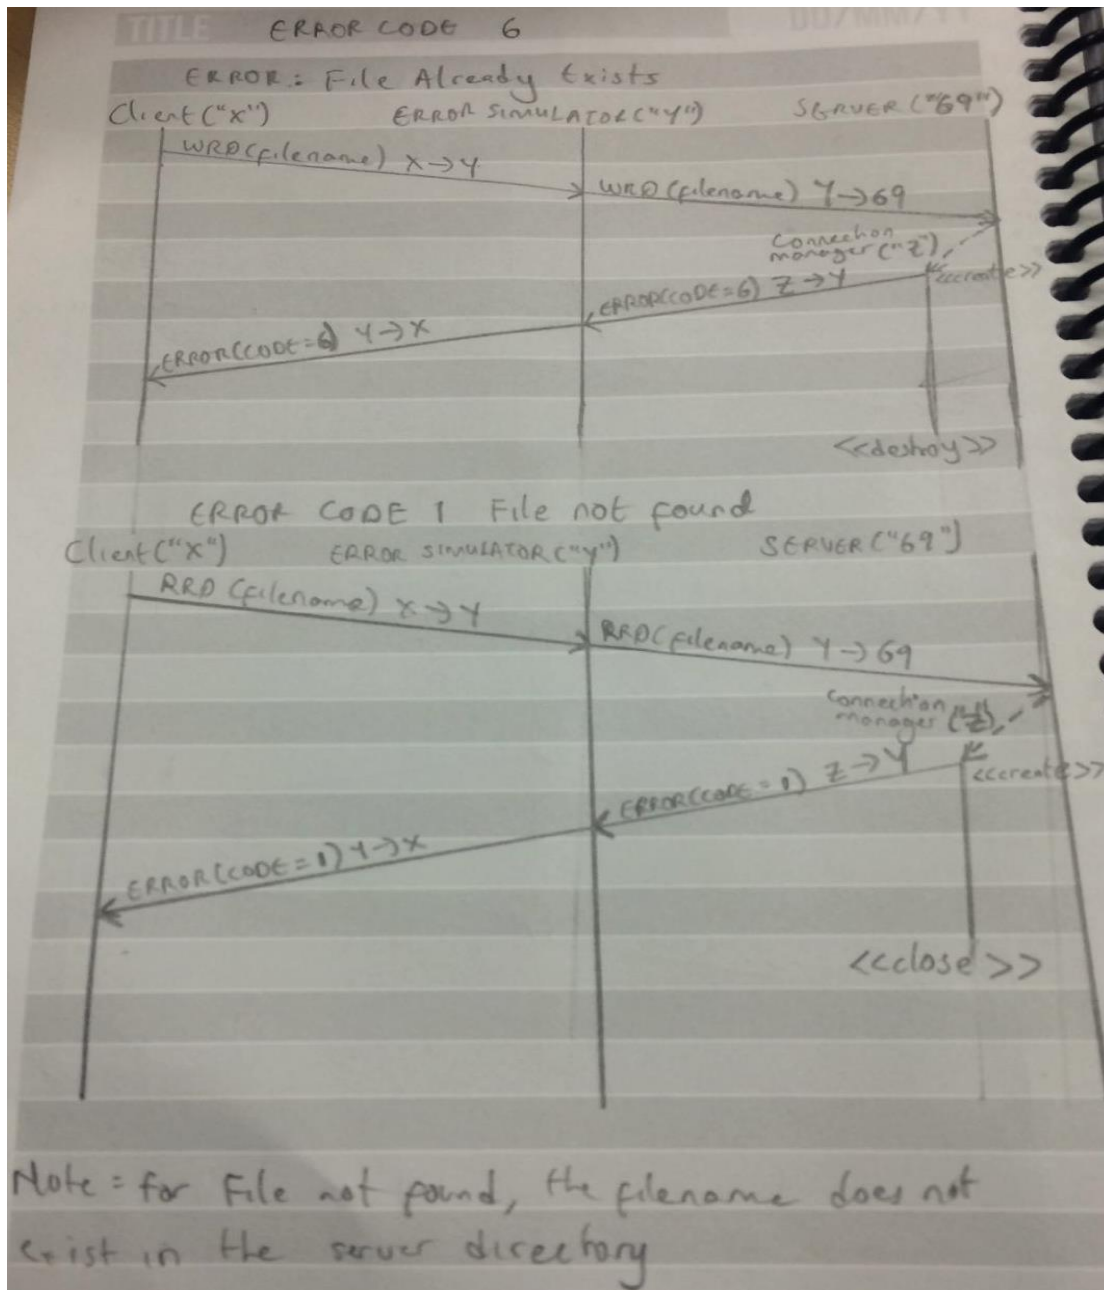 TITLE
DD/MM/YY
ERROR CODE 6
ERROR: File Already Exists
Client ("X") ERROR SIMULATOR ("Y") SERVER ("69")
WRQ (filename) X→Y
WRQ (filename) Y→69
Connection
manager ("Z")
<<create>>
ERROR(CODE=6) Z→Y
ERROR(CODE=6) Y→X
<<destroy>>
ERROR CODE 1 File not found
Client ("X") ERROR SIMULATOR ("Y") SERVER ("69")
RRQ (filename) X→Y
RRQ (filename) Y→69
Connection
manager ("Z")
<<create>>
ERROR(CODE=1) Z→Y
ERROR(CODE=1) Y→X
<<close>>
Note: for File not found, the filename does not
exist in the server directory